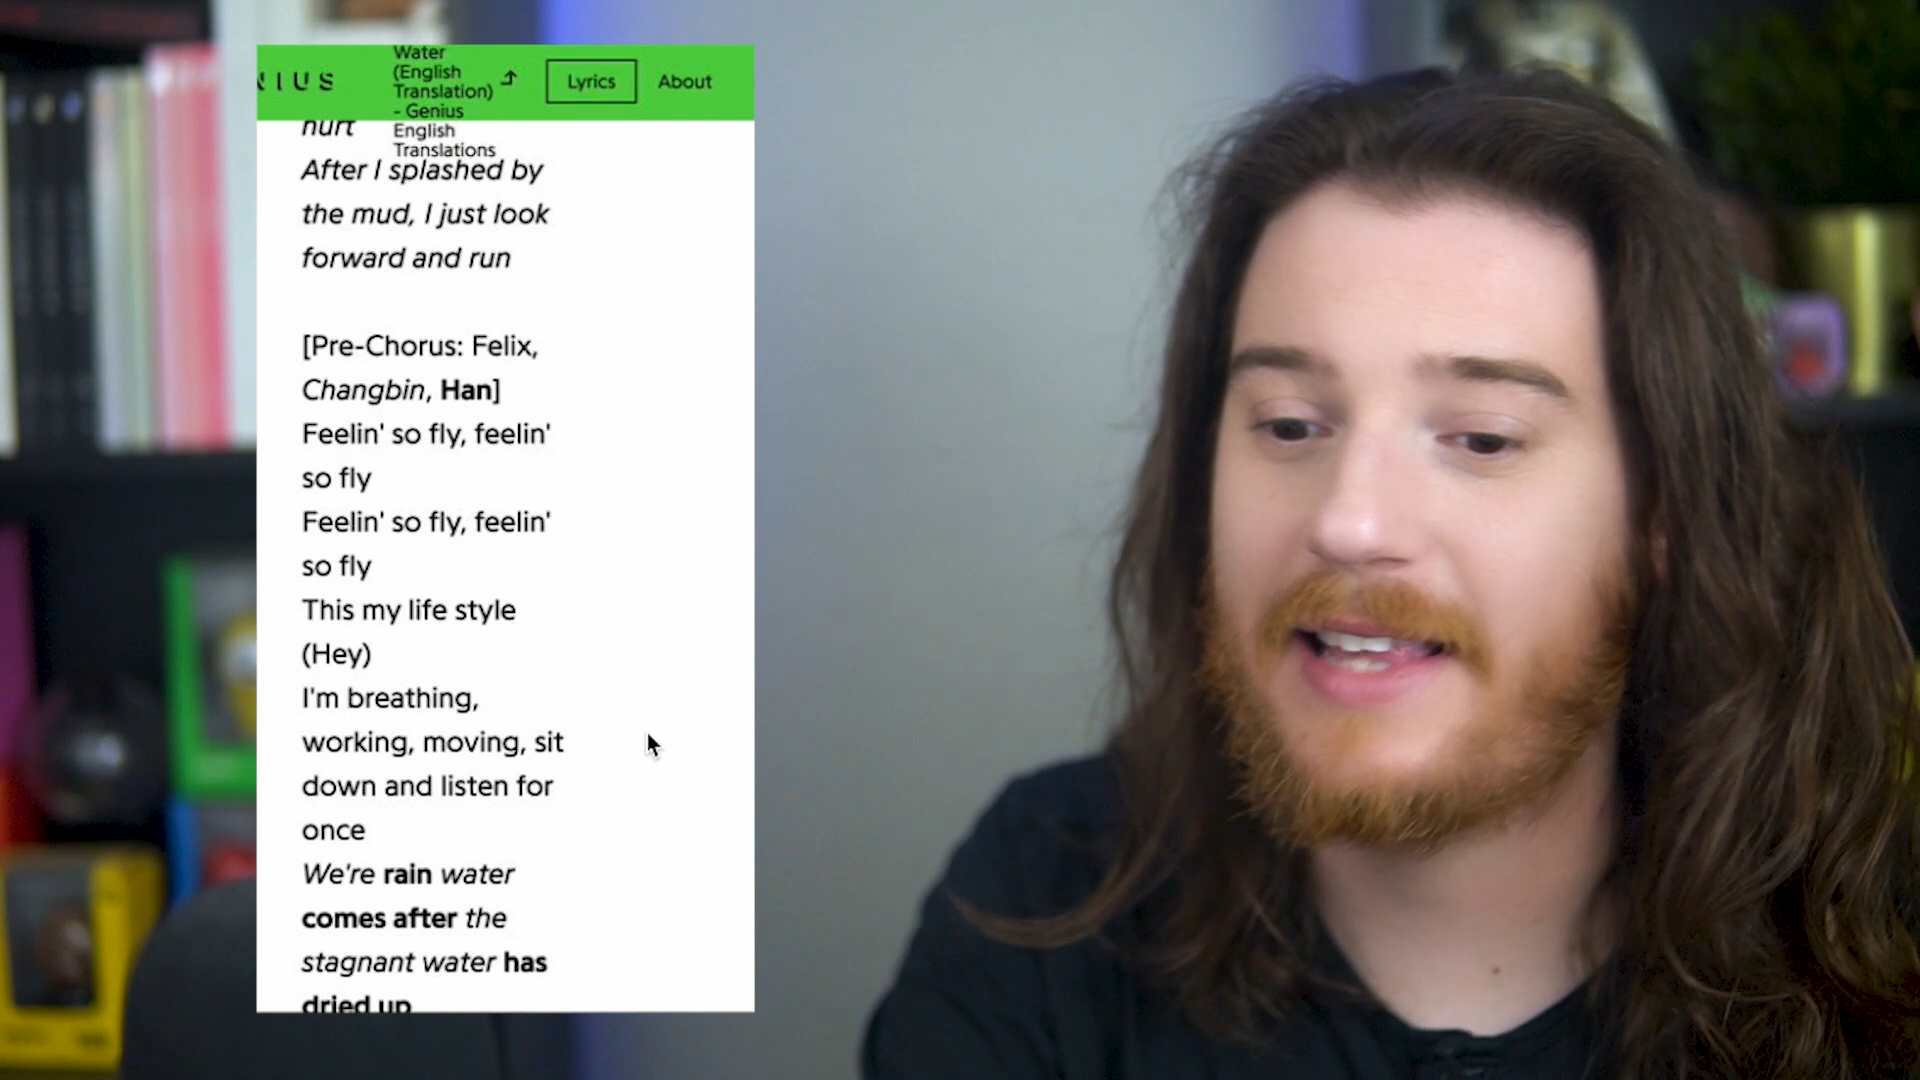 NIUS
Water
(English
Translation)
- Genius
English
Translations
Lyrics
About
hurt
After I splashed by
the mud, I just look
forward and run
[Pre-Chorus: Felix,
Changbin, Han]
Feelin' so fly, feelin'
so fly
Feelin' so fly, feelin'
so fly
This my life style
(Hey)
I'm breathing,
working, moving, sit
down and listen for
once
We're rain water
comes after the
stagnant water has
dried up